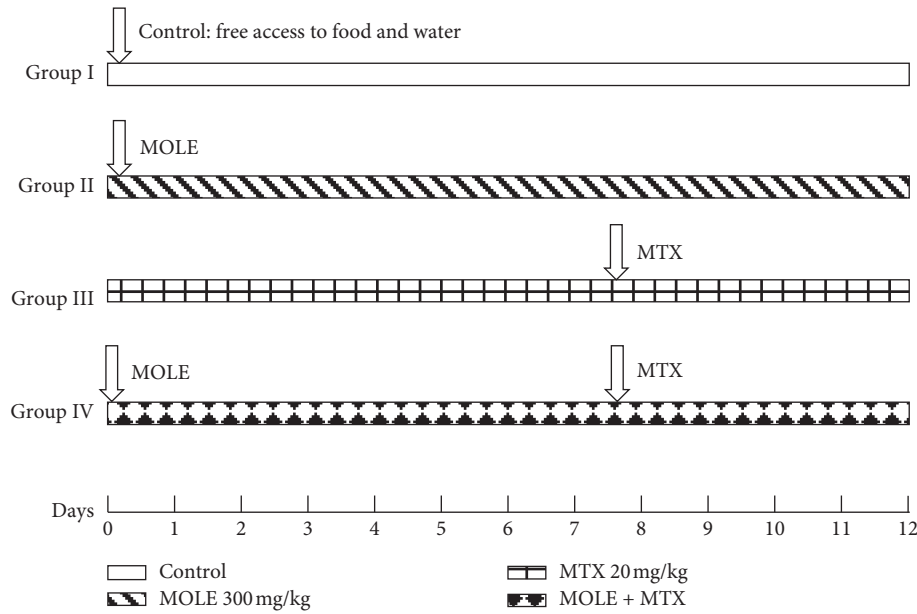 Control: free access to food and water
Group I
MOLE
Group II
MTX
Group III
MOLE MTX
Group IV
Days
0 1 2 3 4 5 6 7 8 9 10 11 12
Control MTX 20 mg/kg
MOLE 300 mg/kg MOLE + MTX